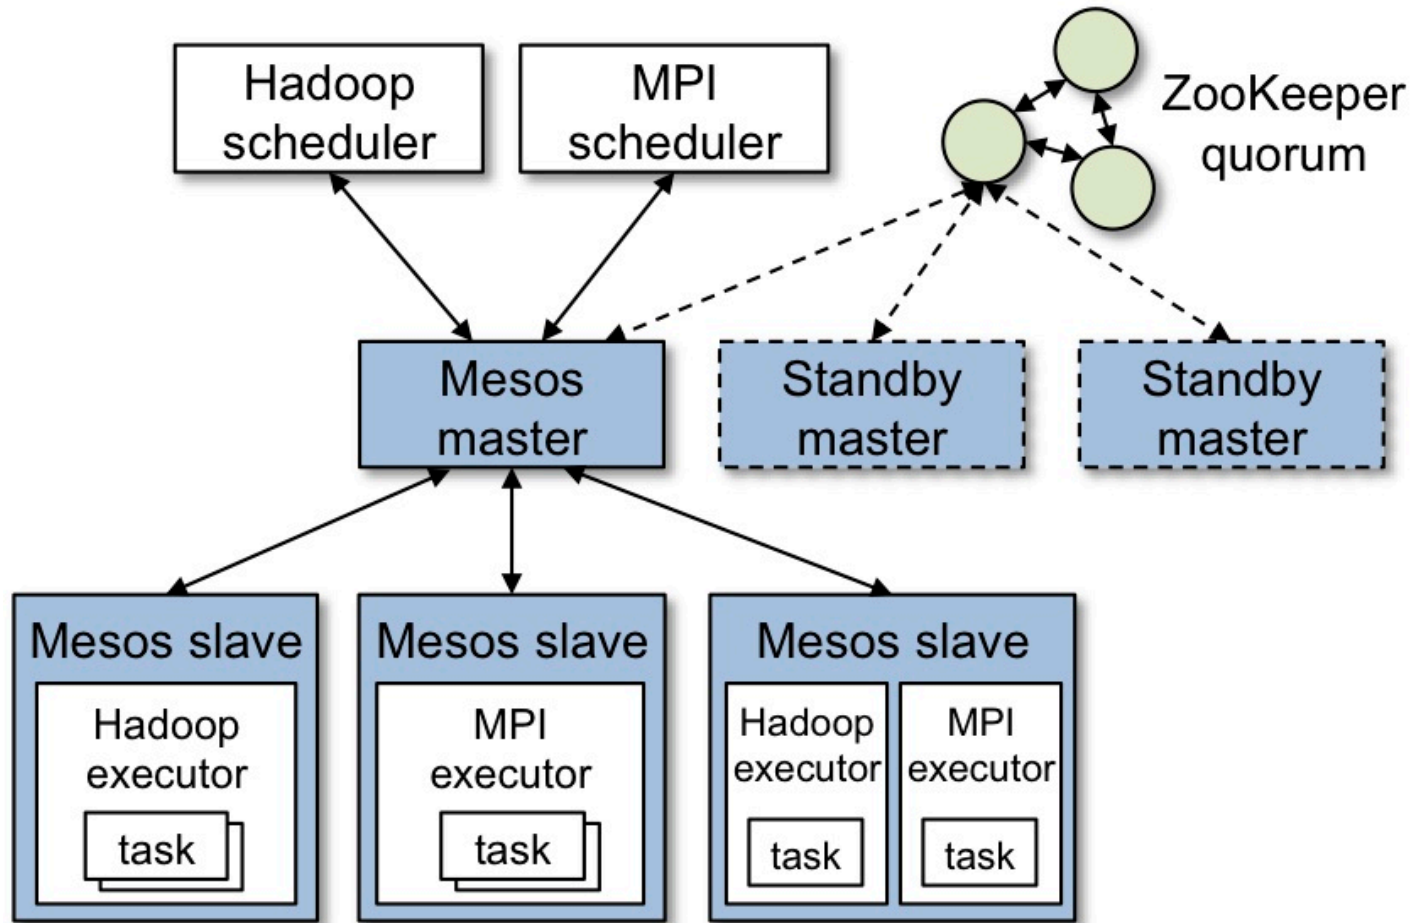 Hadoop
scheduler
MPI
scheduler
ZooKeeper
quorum
Mesos
master
Standby
master
Standby
master
Mesos slave
Hadoop
executor
task
Mesos slave
MPI
executor
task
Mesos slave
Hadoop
executor
task
MPI
executor
task